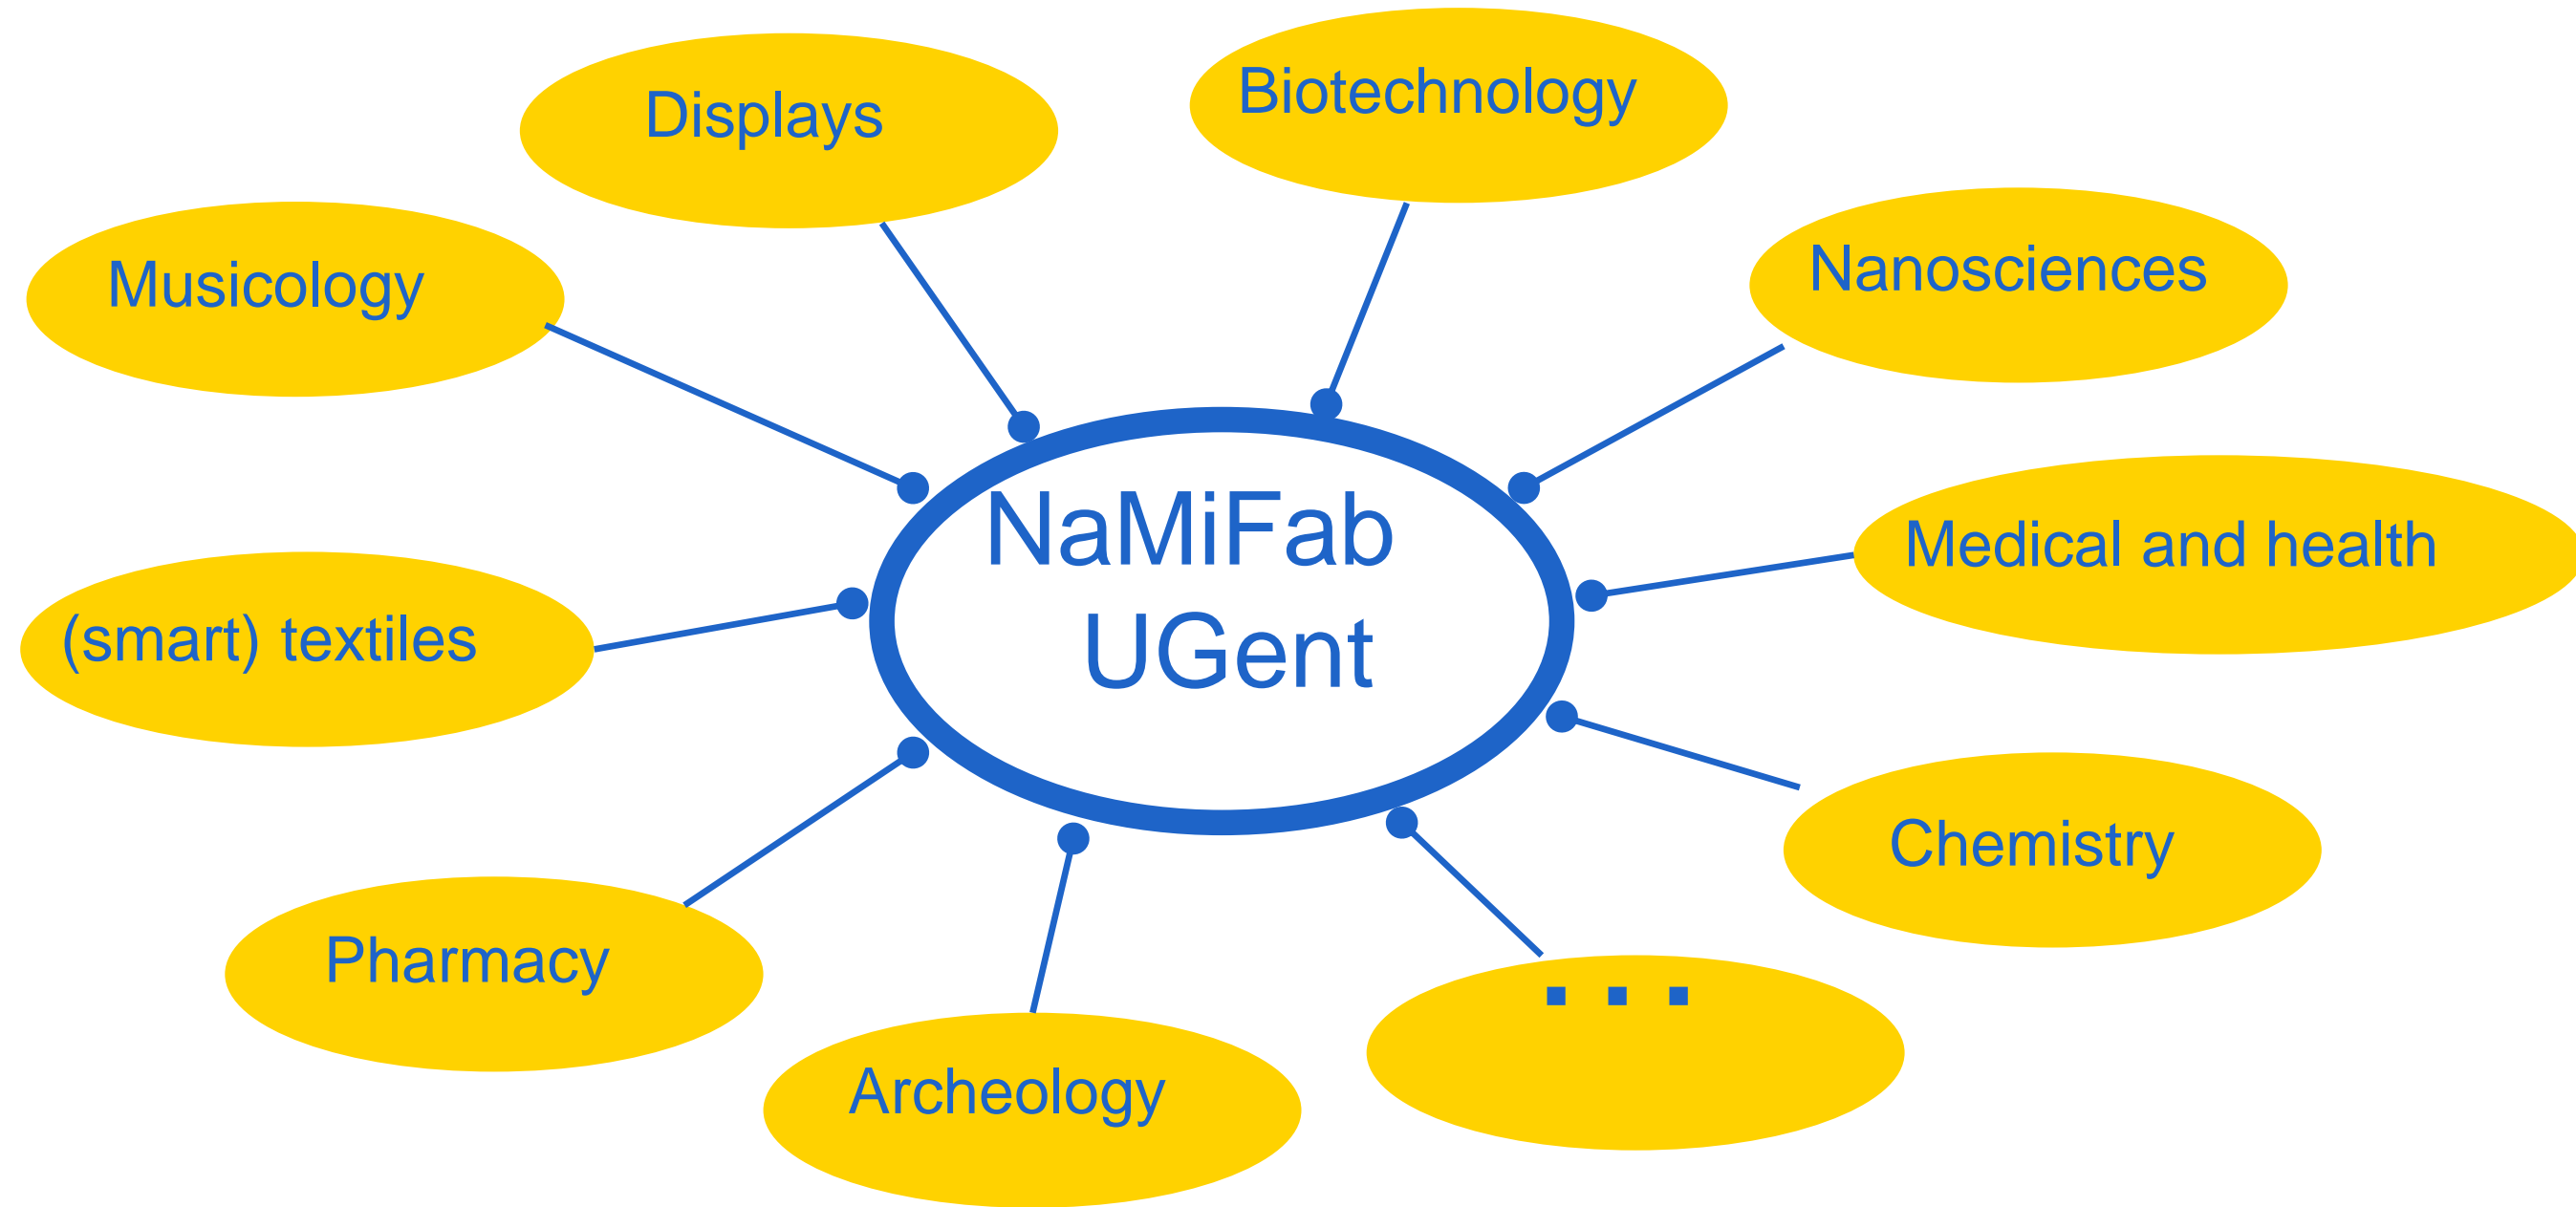 Displays
Biotechnology
Musicology
Nanosciences
NaMiFab
UGent
Medical and health
(smart) textiles
Chemistry
Pharmacy
Archeology
...